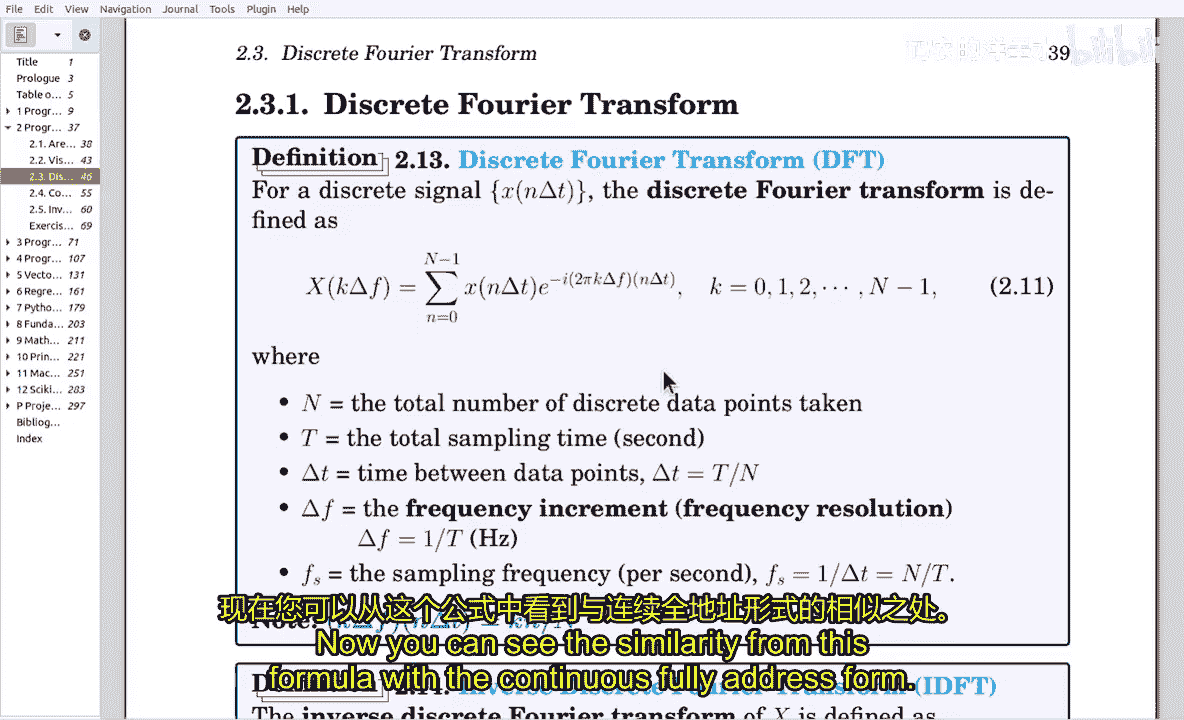 File Edit View Navigation Journal Tools Plugin Help
Title 1
Prologue 3
Table o... 5
1 Progr... 9
2 Progr... 37
2.1. Are... 38
2.2. Vis... 43
2.3. Dis... 46
2.4. Co... 55
2.5. Inv... 60
Exercis... 69
3 Progr... 71
4 Progr... 107
5 Vecto... 131
6 Regre... 161
7 Pytho... 179
8 Funda... 203
9 Math... 211
10 Prin... 221
11 Mac... 251
12 Sciki... 283
P Proje... 297
Bibliog...
Index
2.3. Discrete Fourier Transform 39
2.3.1. Discrete Fourier Transform
Definition 2.13. Discrete Fourier Transform (DFT)
For a discrete signal {x(nΔt)}, the discrete Fourier transform is de-
fined as
X(kΔf) = ∑_{n=0}^{N−1} x(nΔt)e^{−i(2πkΔf)(nΔt)}, k = 0, 1, 2, ⋯, N − 1, (2.11)
where
• N = the total number of discrete data points taken
• T = the total sampling time (second)
• Δt = time between data points, Δt = T/N
• Δf = the frequency increment (frequency resolution)
Δf = 1/T (Hz)
• f_s = the sampling frequency (per second), f_s = 1/Δt = N/T.
现在您可以从这个公式中看到与连续全地址形式的相似之处。
Now you can see the similarity from this
formula with the continuous fully address form.
(IDFT)
The inverse discrete Fourier transform of X is defined as